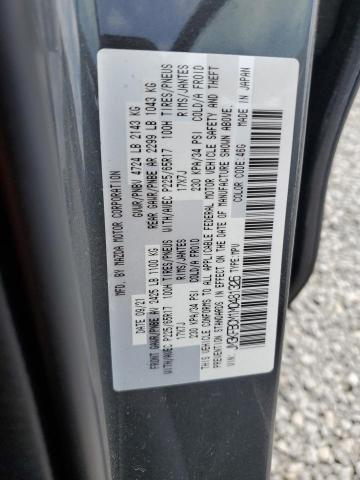 MFD BY MAZDA MOTOR CORPORATION
DATE 09/21 GVWR/PNBV 4724 LB 2143 KG
FRONT GAWR/PNBE AV 2425 LB 1100 KG REAR GAWR/PNBE AR 2299 LB 1043 KG
WITH/AVEC P225/65R17 100H TIRES/PNEUS WITH/AVEC P225/65R17 100H TIRES/PNEUS
17X7J RIMS/JANTES 17X7J RIMS/JANTES
230 KPA/34 PSI COLD/A FROID 230 KPA/34 PSI COLD/A FROID
THIS VEHICLE CONFORMS TO ALL APPLICABLE FEDERAL MOTOR VEHICLE SAFETY AND THEFT
PREVENTION STANDARDS IN EFFECT ON THE DATE OF MANUFACTURE SHOWN ABOVE.
TYPE:MPV COLOR CODE:46G MADE IN JAPAN